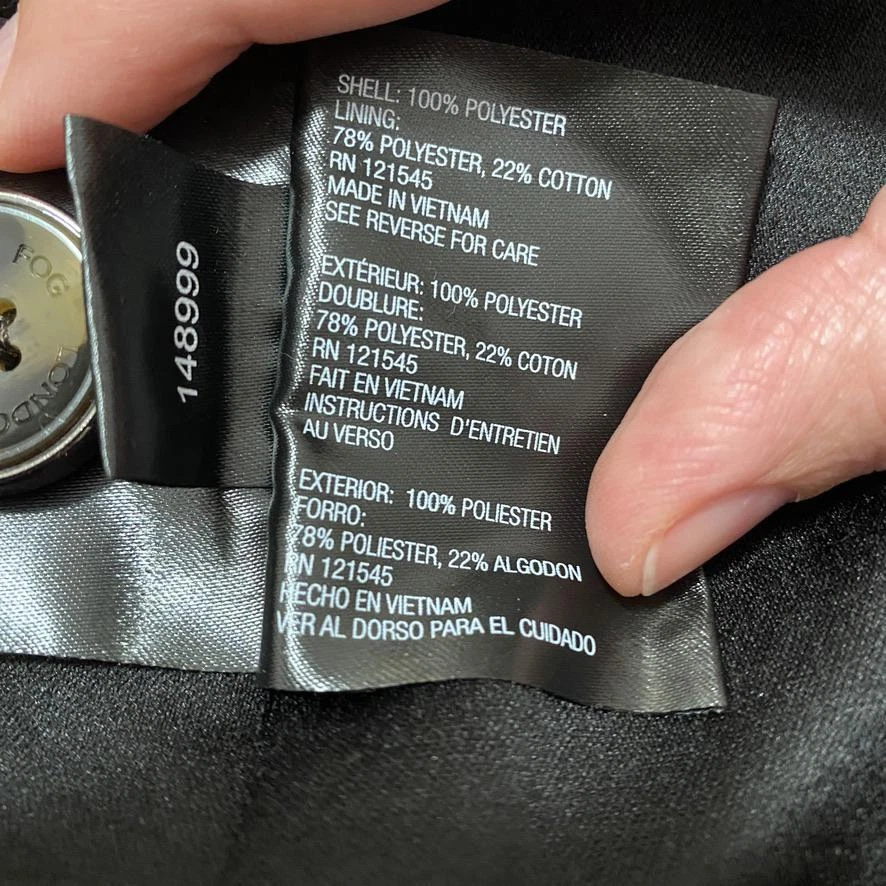 FOG
LONDO
148999
SHELL: 100% POLYESTER
LINING:
78% POLYESTER, 22% COTTON
RN 121545
MADE IN VIETNAM
SEE REVERSE FOR CARE
EXTÉRIEUR: 100% POLYESTER
DOUBLURE:
78% POLYESTER, 22% COTON
RN 121545
FAIT EN VIETNAM
INSTRUCTIONS D'ENTRETIEN
AU VERSO
EXTERIOR: 100% POLIESTER
FORRO:
78% POLIESTER, 22% ALGODON
RN 121545
HECHO EN VIETNAM
VER AL DORSO PARA EL CUIDADO